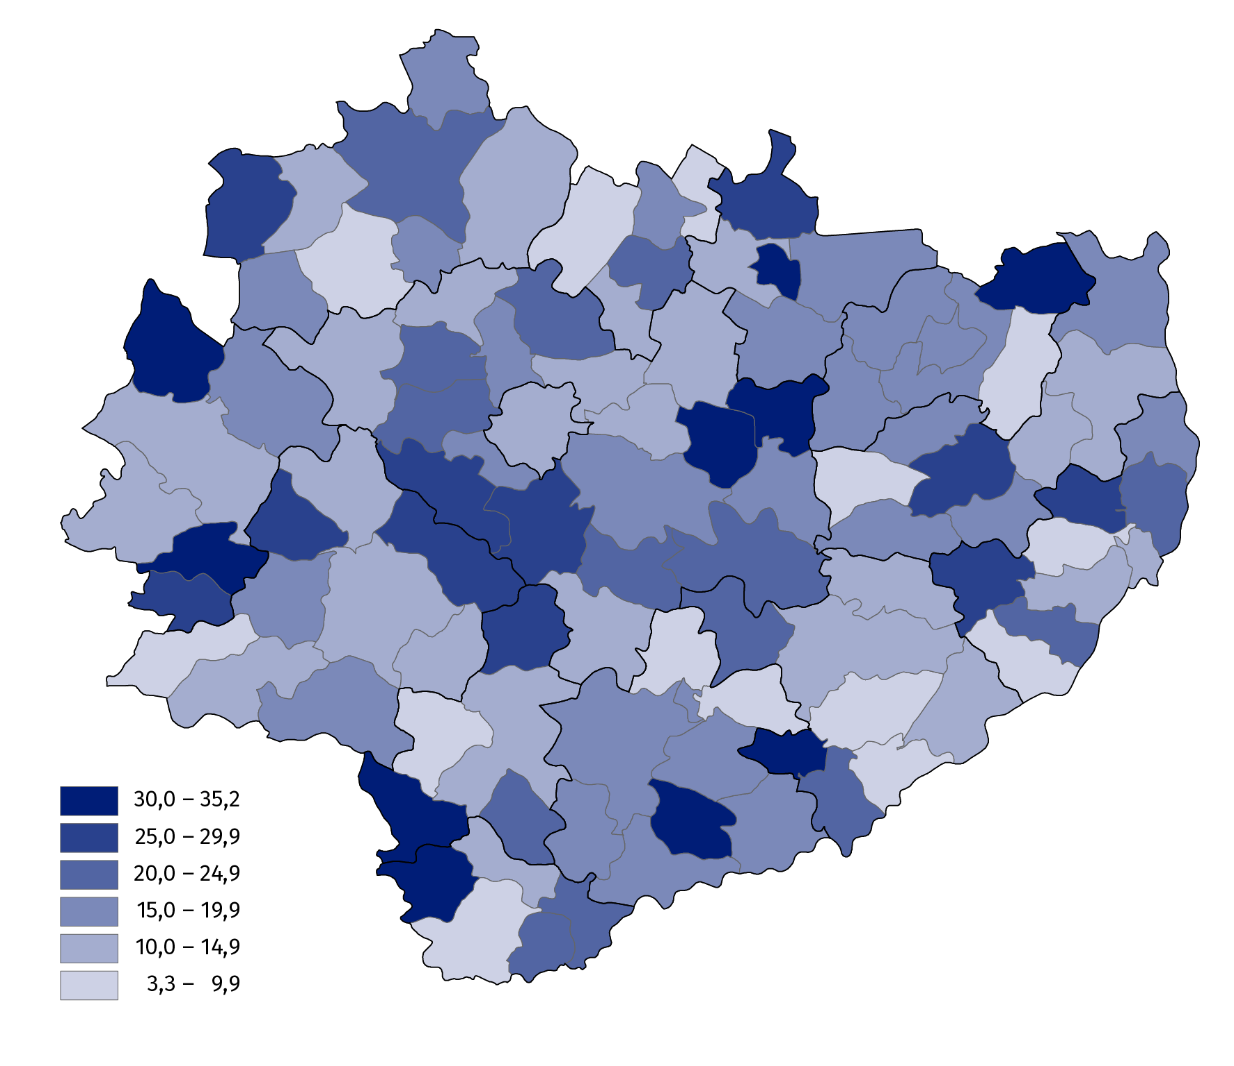 30,0 – 35,2
25,0 – 29,9
20,0 – 24,9
15,0 – 19,9
10,0 – 14,9
3,3 – 9,9